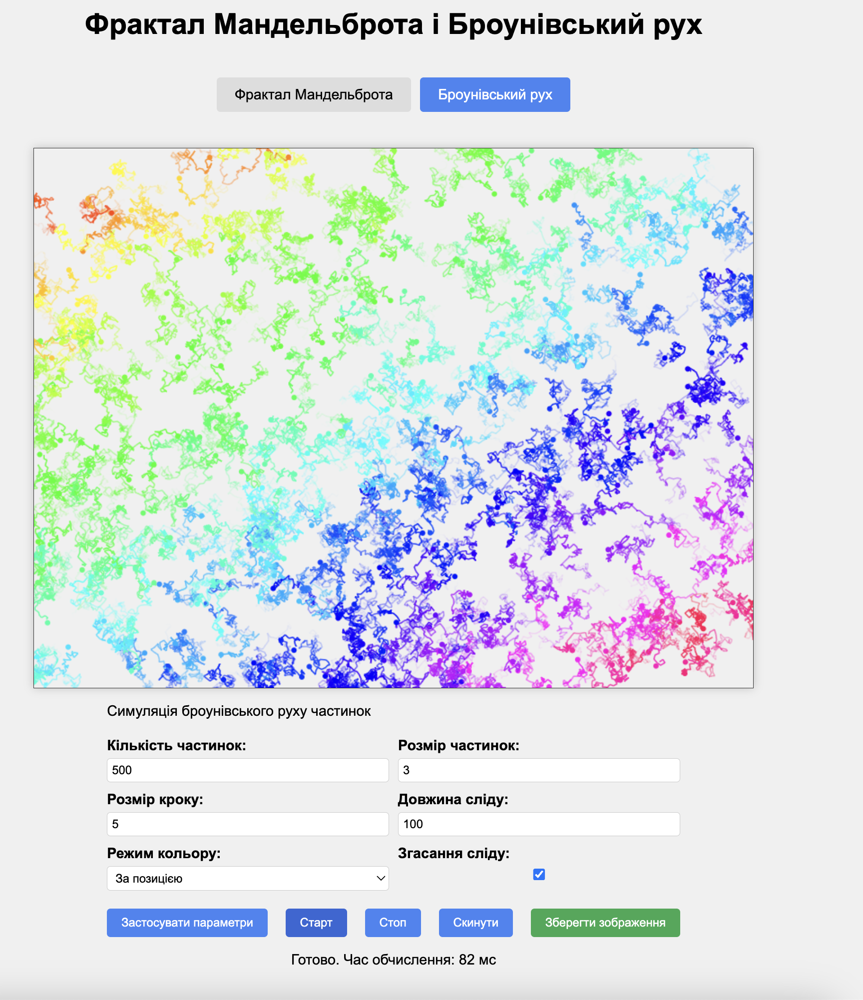 Фрактал Мандельброта і Броунівський рух
Фрактал Мандельброта
Броунівський рух
Симуляція броунівського руху частинок
Кількість частинок:
Розмір частинок:
500
3
Розмір кроку:
Довжина сліду:
5
100
Режим кольору:
Згасання сліду:
За позицією
Застосувати параметри
Старт
Стоп
Скинути
Зберегти зображення
Готово. Час обчислення: 82 мс